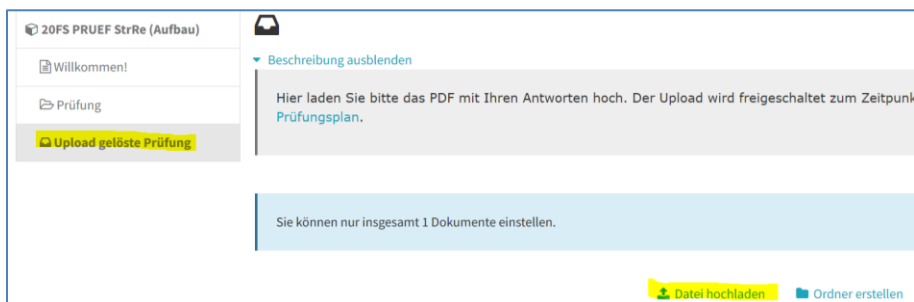 20FS PRUEF StrRe (Aufbau)
Willkommen!
Prüfung
Upload gelöste Prüfung
Beschreibung ausblenden
Hier laden Sie bitte das PDF mit Ihren Antworten hoch. Der Upload wird freigeschaltet zum
Prüfungsplan.
Sie können nur insgesamt 1 Dokumente einstellen.
Datei hochladen
Ordner erstellen